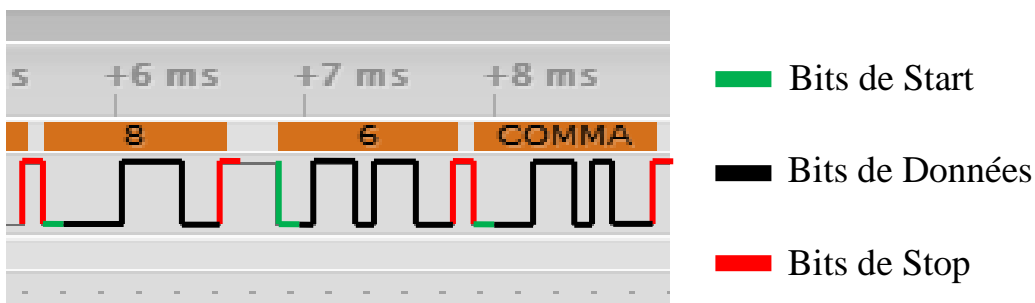 s +6 ms +7 ms +8 ms
8 6 COMMA
Bits de Start
Bits de Données
Bits de Stop